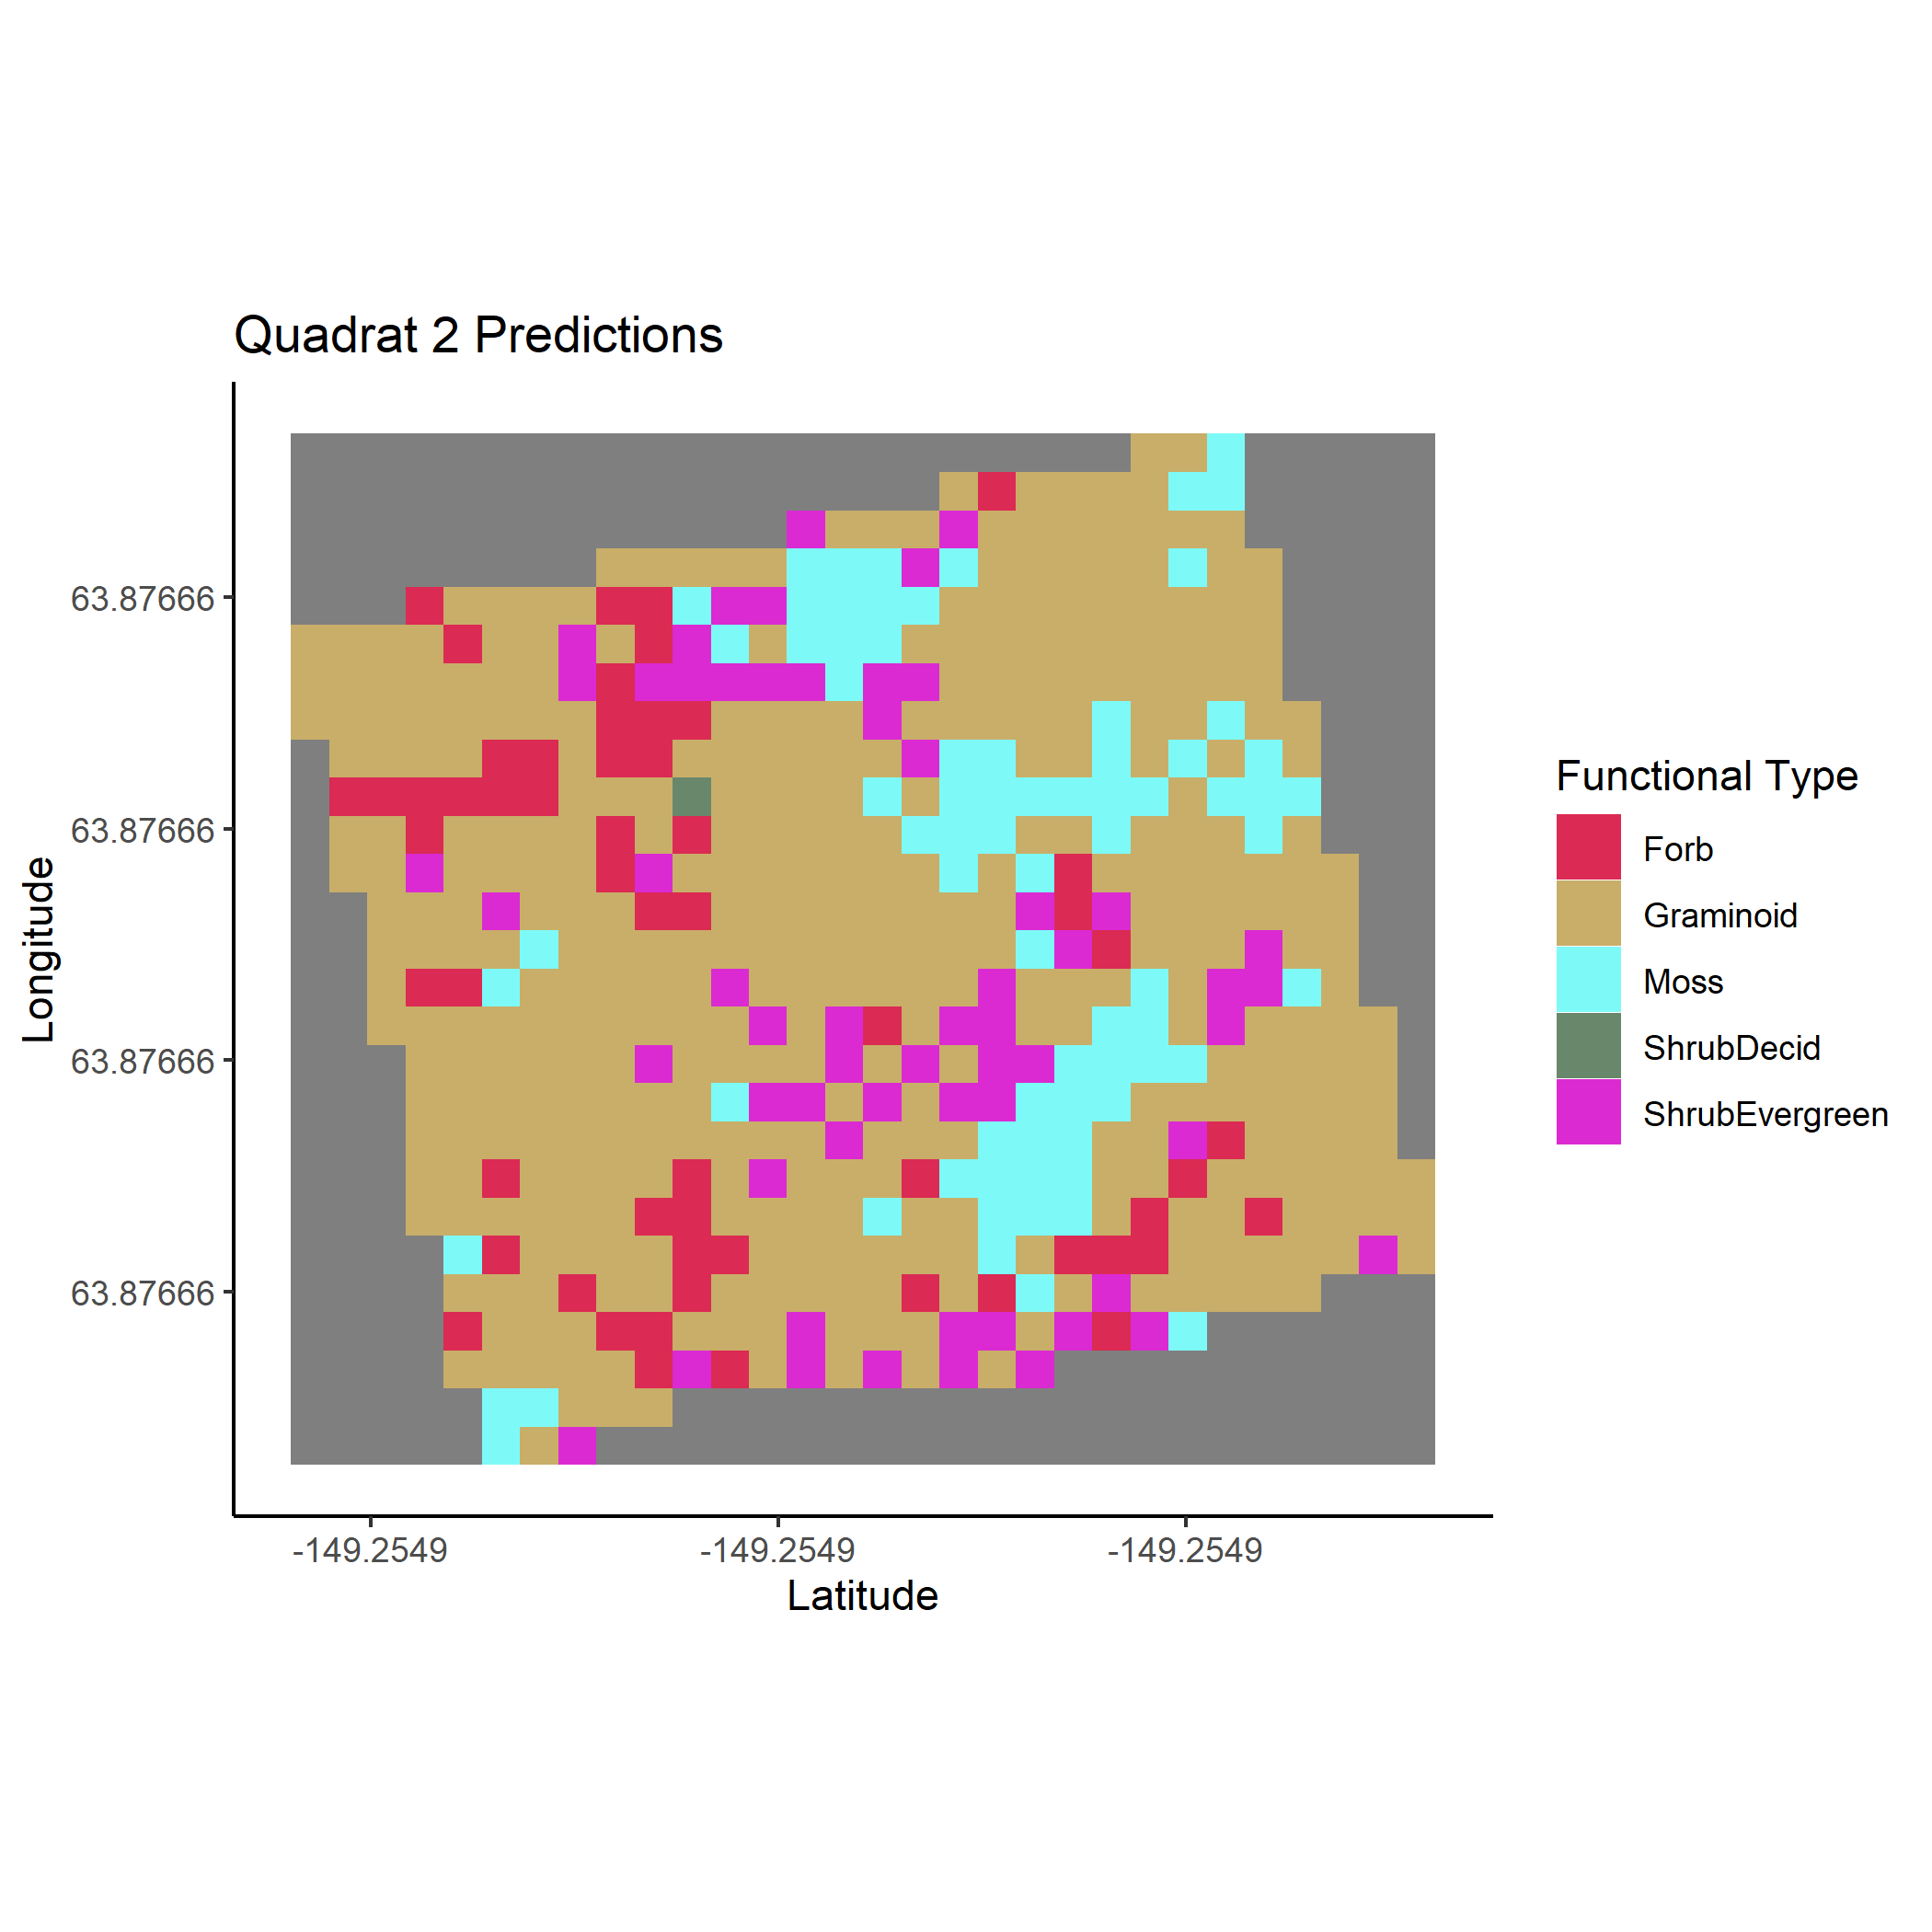 Quadrat 2 Predictions
63.87666
63.87666
63.87666
63.87666
Longitude
-149.2549
-149.2549
-149.2549
Latitude
Functional Type
Forb
Graminoid
Moss
ShrubDecid
ShrubEvergreen